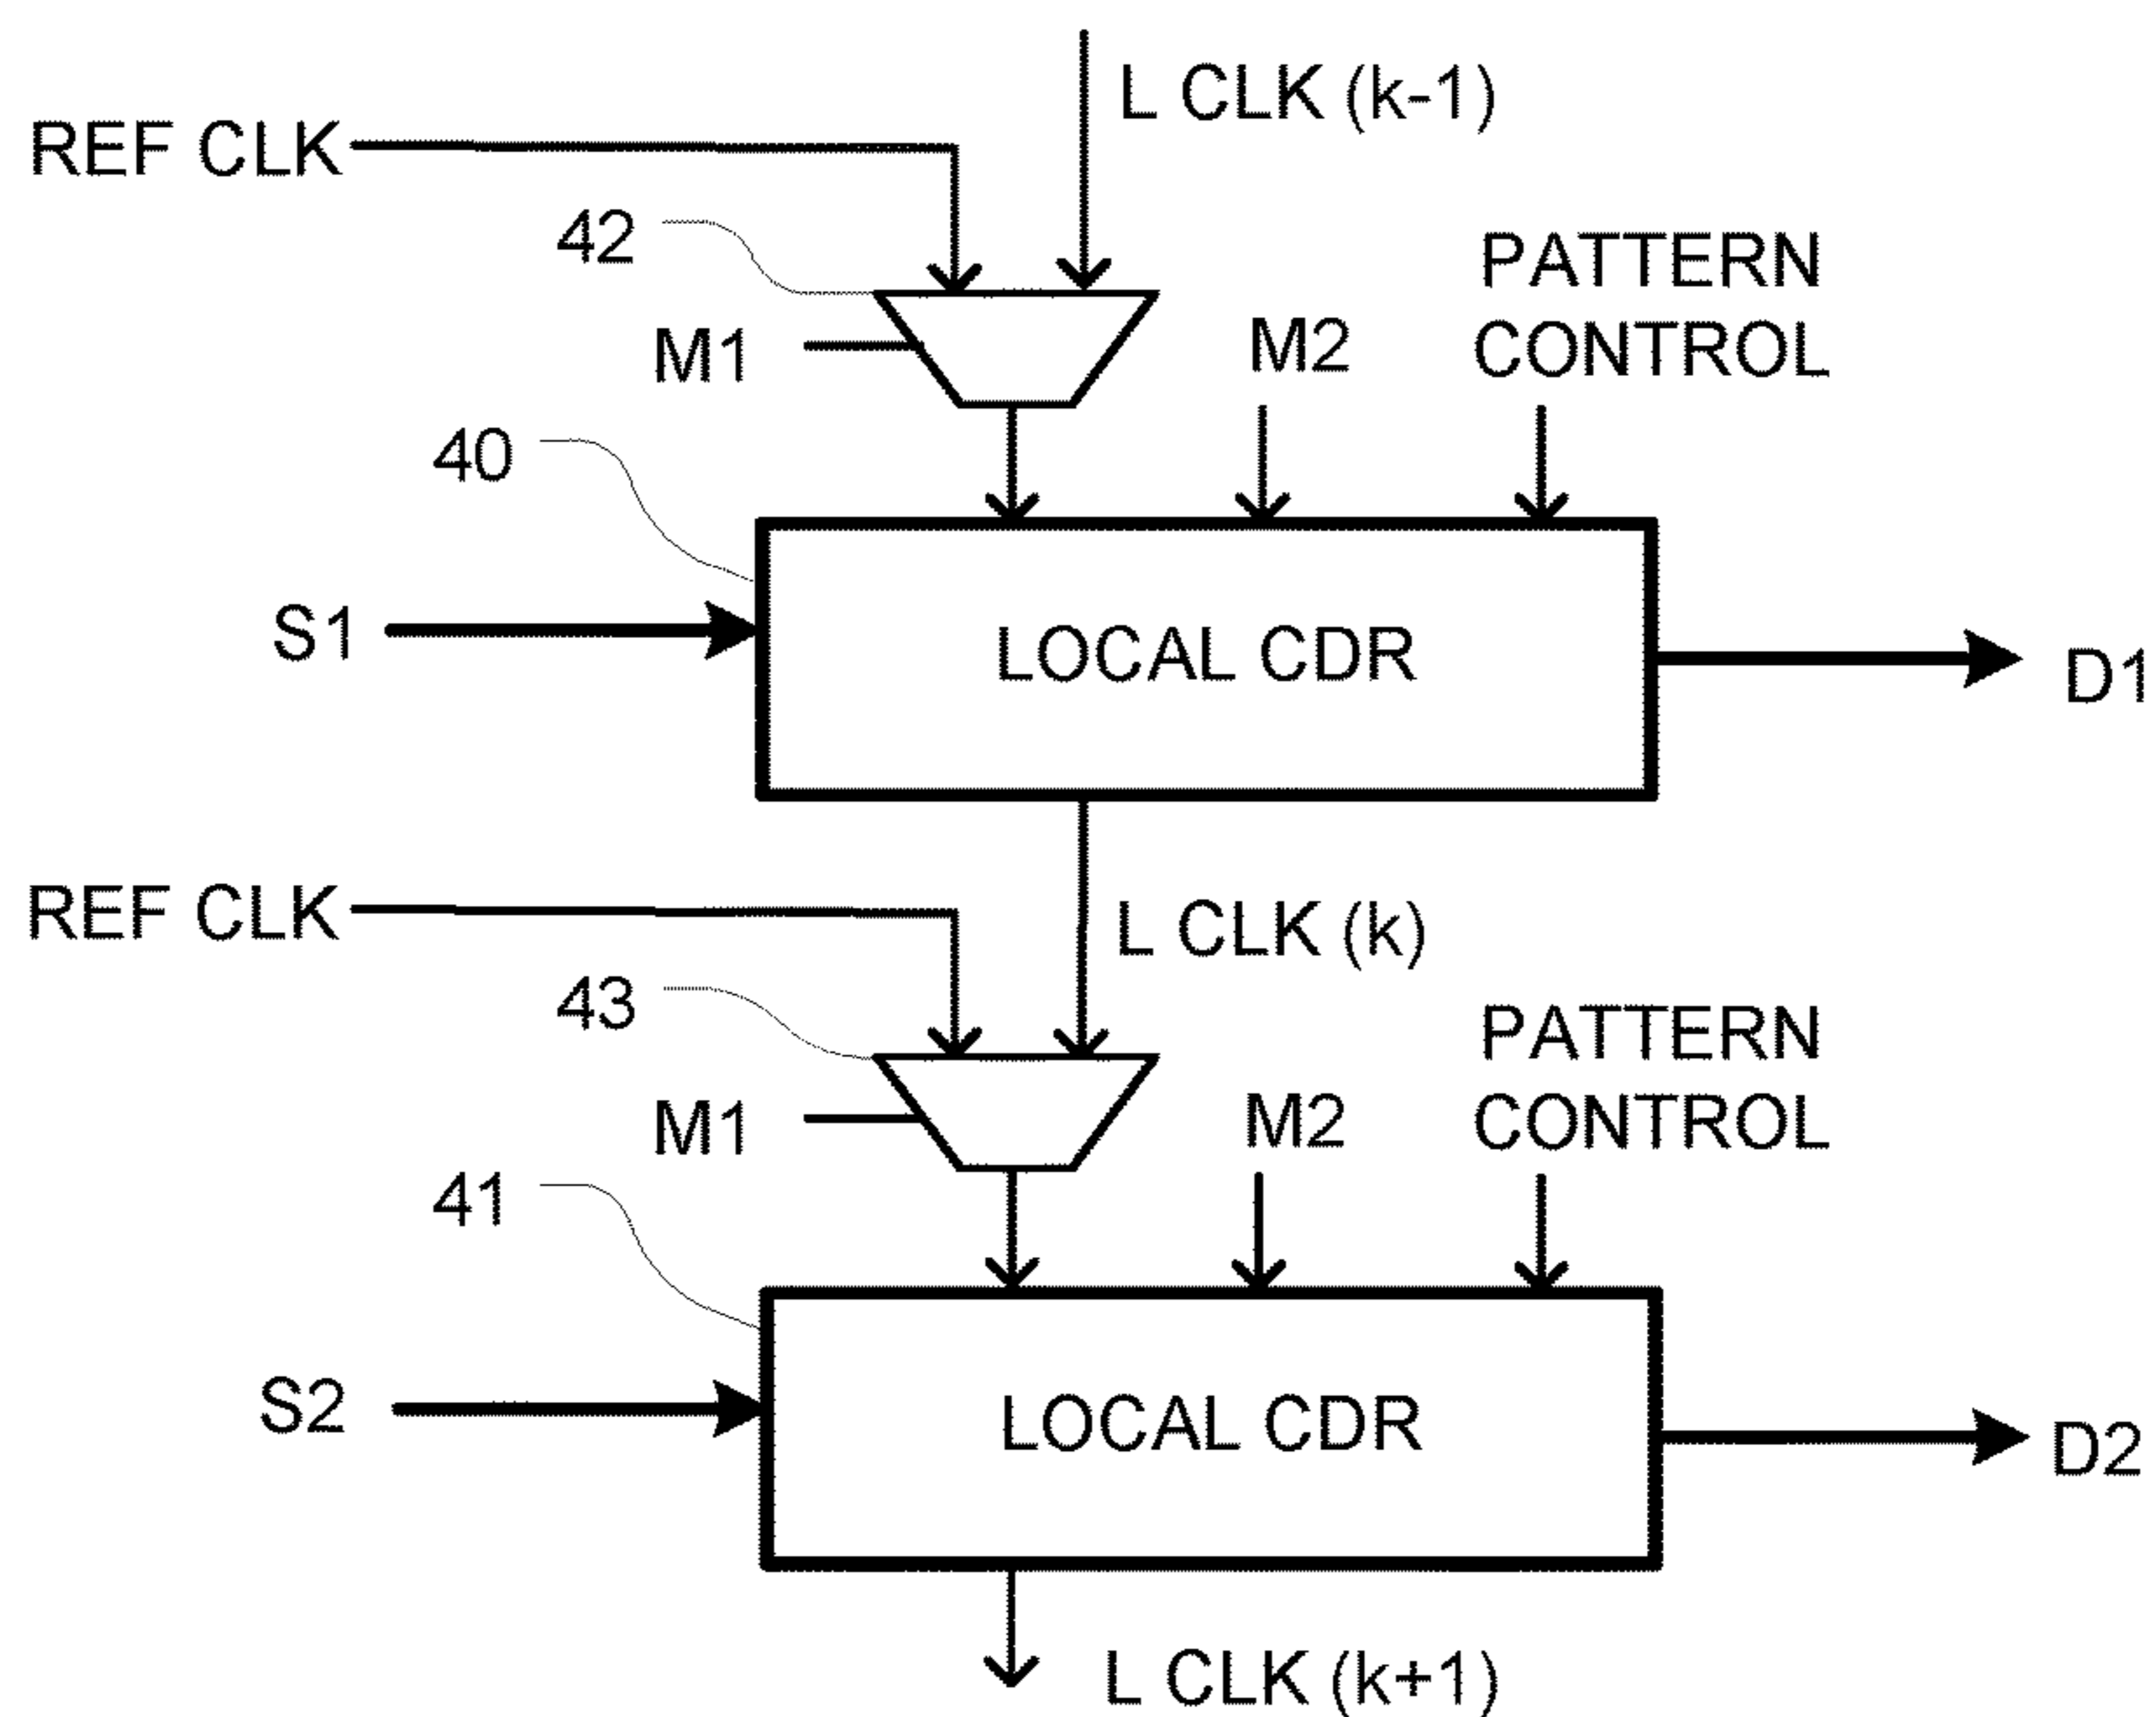 L CLK (k-1)
REF CLK
42
PATTERN
CONTROL
M1
M2
40
S1
LOCAL CDR
D1
REF CLK
L CLK (k)
43
PATTERN
CONTROL
M1
M2
41
S2
LOCAL CDR
D2
L CLK (k+1)